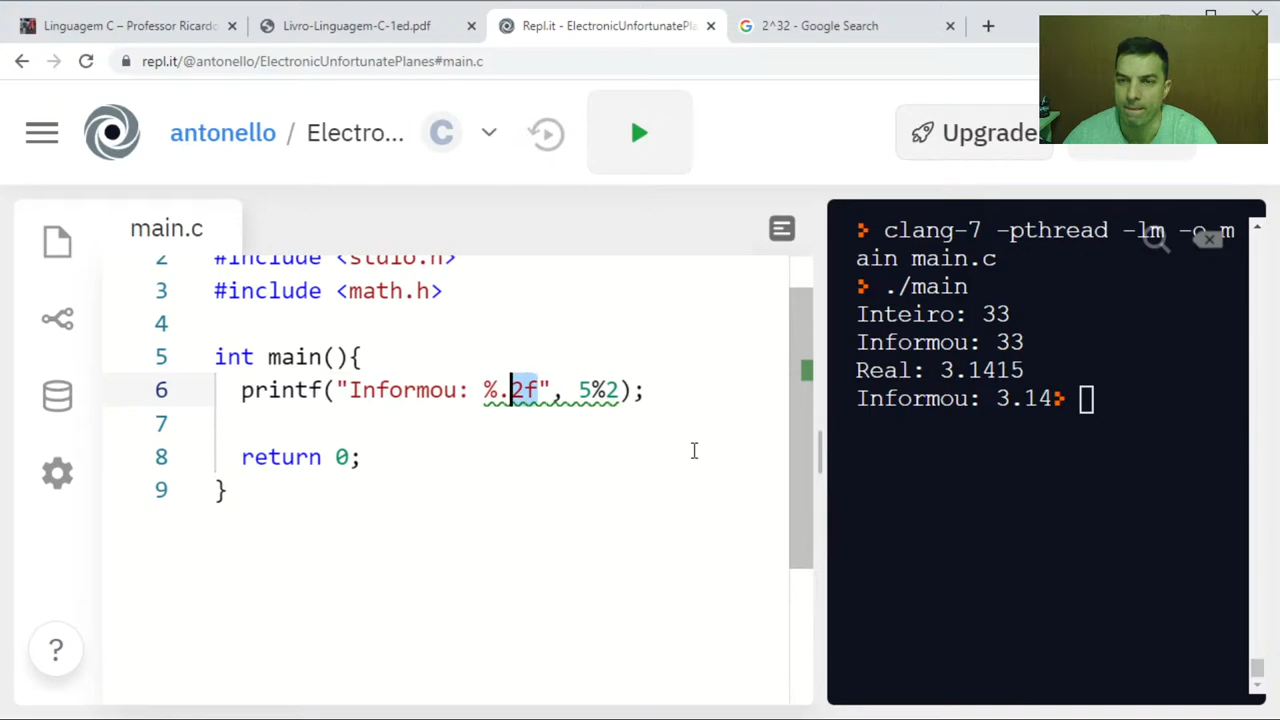 Linguagem C – Professor Ricardo
Livro-Linguagem-C-1ed.pdf
Repl.it - ElectronicUnfortunatePla
2^32 - Google Search
repl.it/@antonello/ElectronicUnfortunatePlanes#main.c
antonello / Electro... C
Upgrade
main.c
2 #include <stdio.h>
3 #include <math.h>
4
5 int main(){
6 printf("Informou: %.2f", 5%2);
7
8 return 0;
9 }
?
clang-7 -pthread -lm -o m
ain main.c
./main
Inteiro: 33
Informou: 33
Real: 3.1415
Informou: 3.14